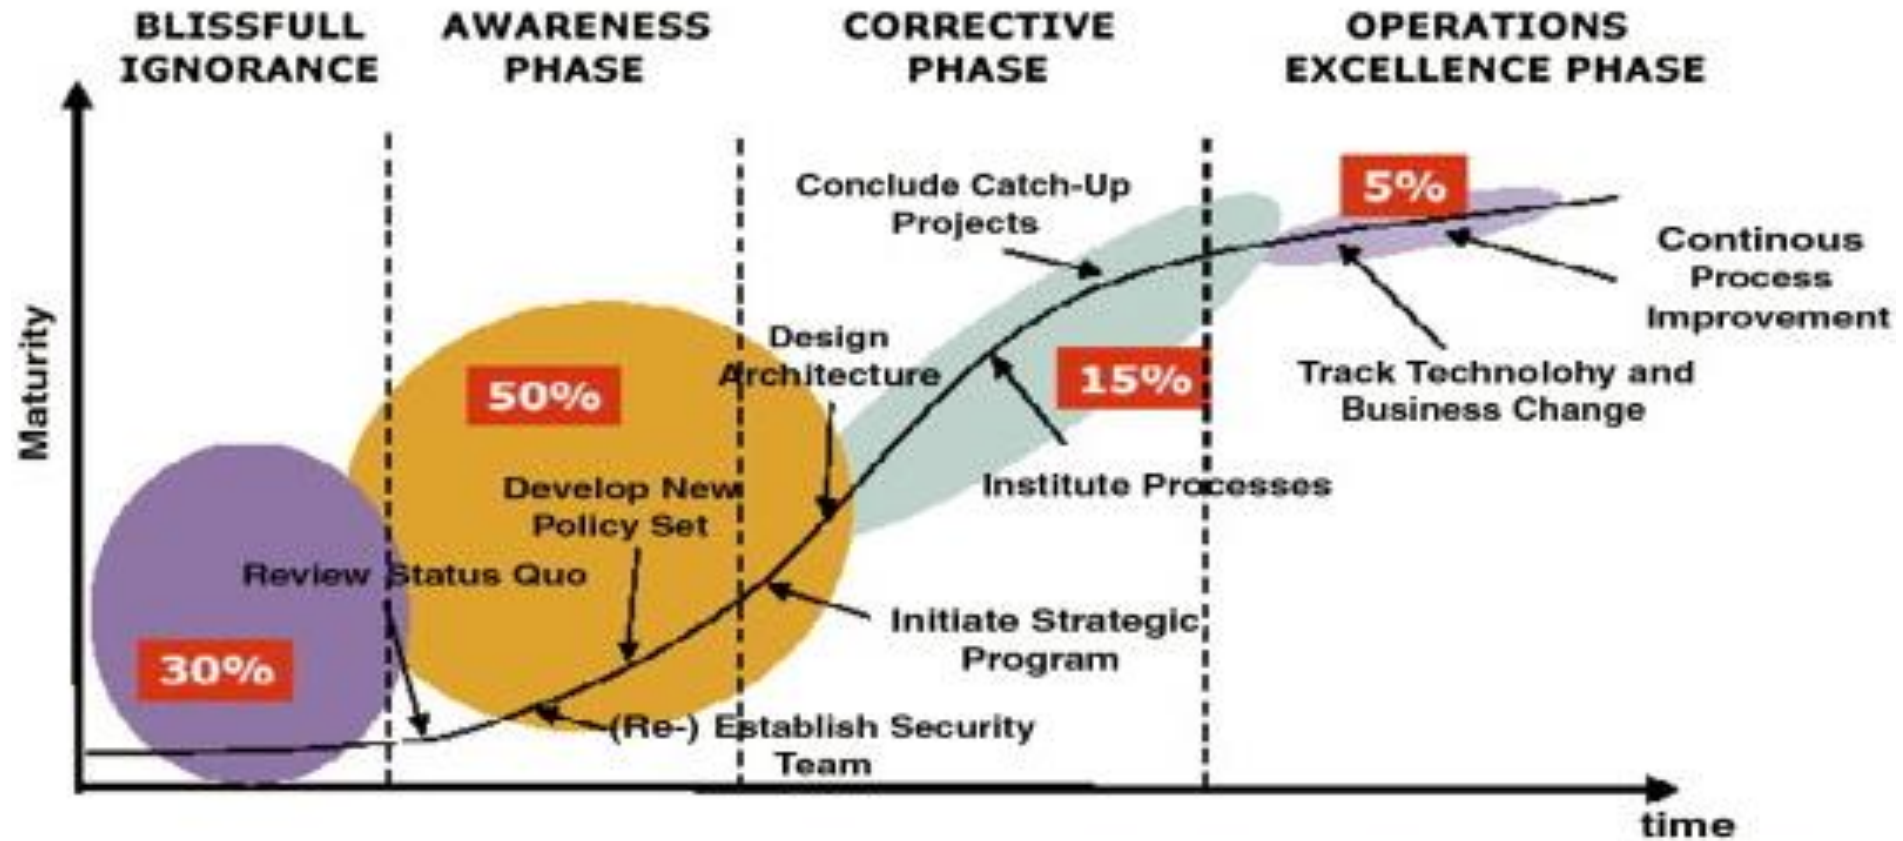 BLISSFULL
IGNORANCE
AWARENESS
PHASE
CORRECTIVE
PHASE
OPERATIONS
EXCELLENCE PHASE
Maturity
30%
Review Status Quo
50%
Develop New
Policy Set
(Re-) Establish Security
Team
Design
Architecture
Initiate Strategic
Program
Conclude Catch-Up
Projects
15%
Institute Processes
5%
Track Technolohy and
Business Change
Continous
Process
Improvement
time